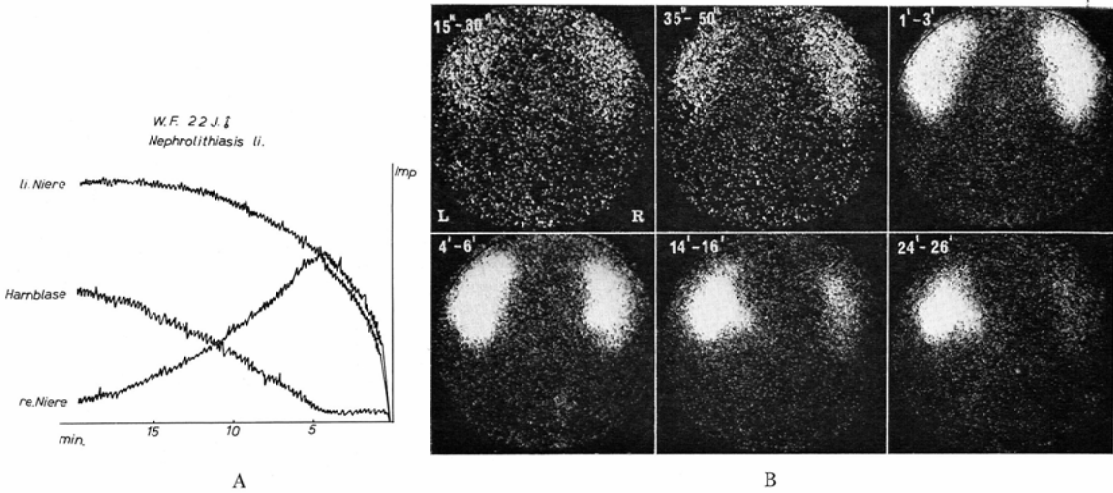 W.F. 22 J.
Nephrolithiasis li.
Imp
li. Niere
Harnblase
re. Niere
min.
15
10
5
A
15"-30"
35"-50"
1'-3'
L
R
4'-6'
14'-16'
24'-26'
B